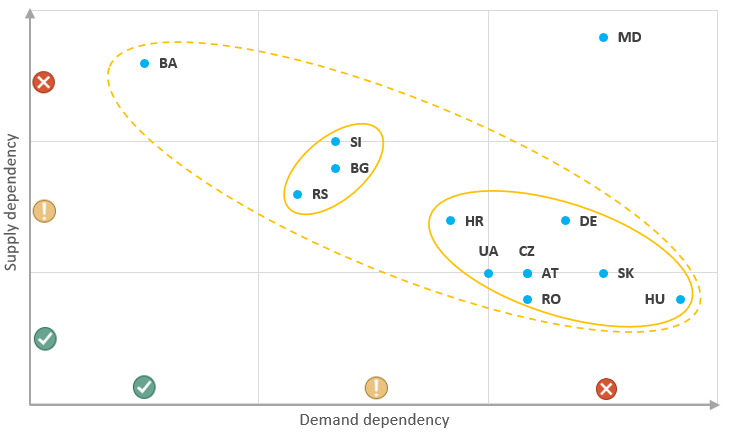 MD
BA
SI
BG
RS
HR
DE
UA
CZ
AT
SK
RO
HU
Supply dependency
Demand dependency